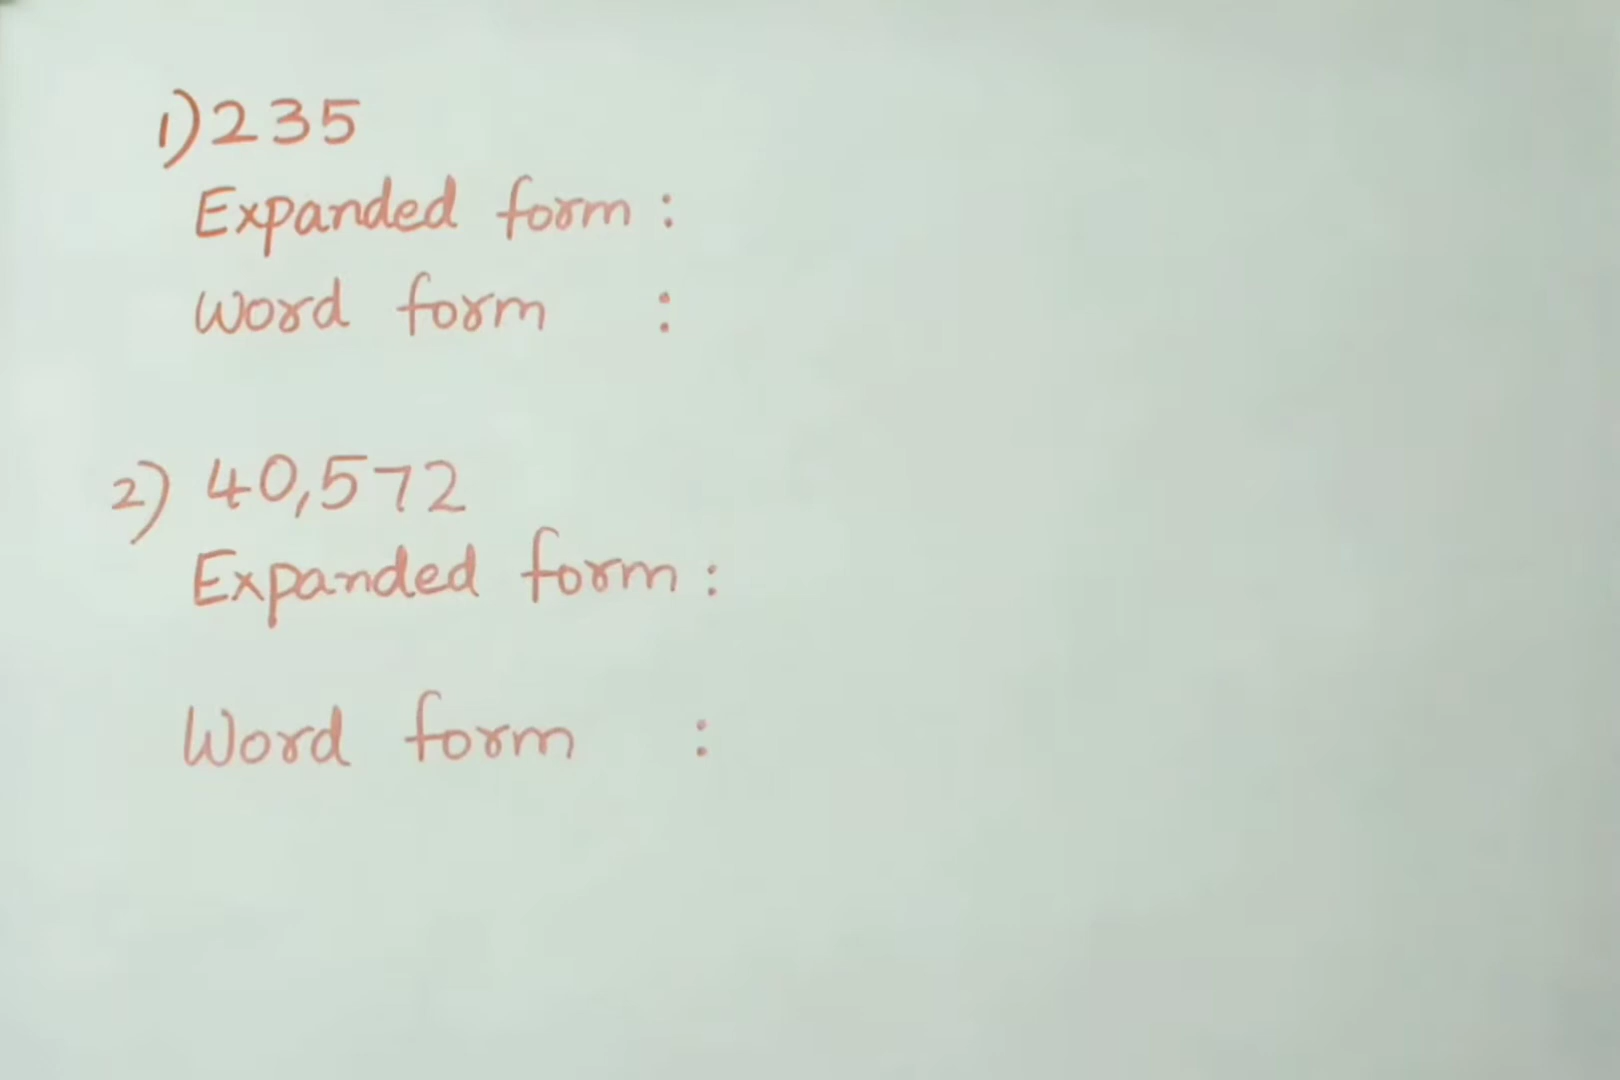 1) 235
Expanded form :
Word form :
2) 40,572
Expanded form :
Word form :